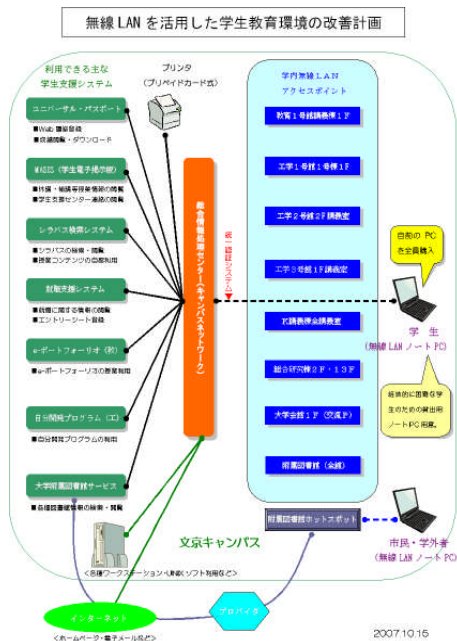 無線LANを活用した学生教育環境の改善計画
利用できる主な
学生支援システム
プリンタ
(プリペイドカード式)
学内無線LAN
アクセスポイント
ユニバーサル・パスポート
■Web履修登録
■成績閲覧・ダウンロード
(学生電子掲示板)
■休講・補講等授業情報の閲覧
■学生支援センター連絡の閲覧
シラバス検索システム
■シラバスの検索・閲覧
■授業コンテンツの自宅利用
就職支援システム
■就職に関する情報の閲覧
■エントリーシート登録
e-ポートフォーリオ(教)
■e-ポートフォーリオの授業利用
自分開発プログラム(工)
■自分開発プログラムの利用
大学附属図書館サービス
■各種図書館情報の検索・閲覧
総合情報処理センター(キャンパスネットワーク)
統一認証システム
教育1号館講義棟1F
工学1号館1号棟1F
工学2号館2F講義室
工学3号館1F講義室
K講義棟全講義室
総合研究棟2F・13F
大学会館1F(交流P)
附属図書館(全館)
自前のPC
を全員購入
学生
(無線LANノートPC)
経済的に困難な学
生のための貸出用
ノートPC用意。
附属図書館ホットスポット
市民・学外者
(無線LANノートPC)
文京キャンパス
<各種ワークステーション・UNIX(ソフト利用など)>
インターネット
プロバイダ
<ホームページ・電子メールなど>
2007.10.15